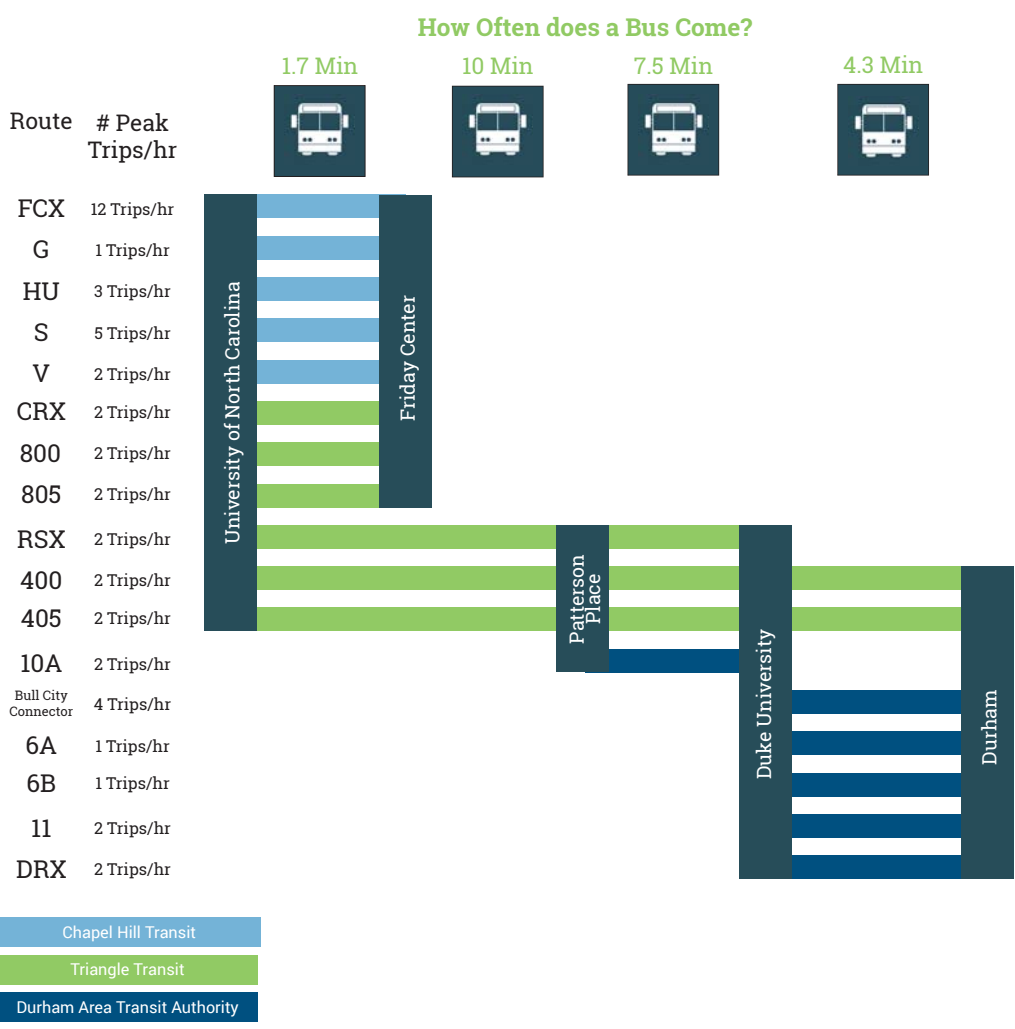 How Often does a Bus Come?
1.7 Min
10 Min
7.5 Min
4.3 Min
Route
# Peak
Trips/hr
FCX
12 Trips/hr
G
1 Trips/hr
HU
3 Trips/hr
S
5 Trips/hr
V
2 Trips/hr
CRX
2 Trips/hr
800
2 Trips/hr
805
2 Trips/hr
RSX
2 Trips/hr
400
2 Trips/hr
405
2 Trips/hr
10A
2 Trips/hr
Bull City
Connector
4 Trips/hr
6A
1 Trips/hr
6B
1 Trips/hr
11
2 Trips/hr
DRX
2 Trips/hr
University of North Carolina
Friday Center
Patterson
Place
Duke University
Durham
Chapel Hill Transit
Triangle Transit
Durham Area Transit Authority